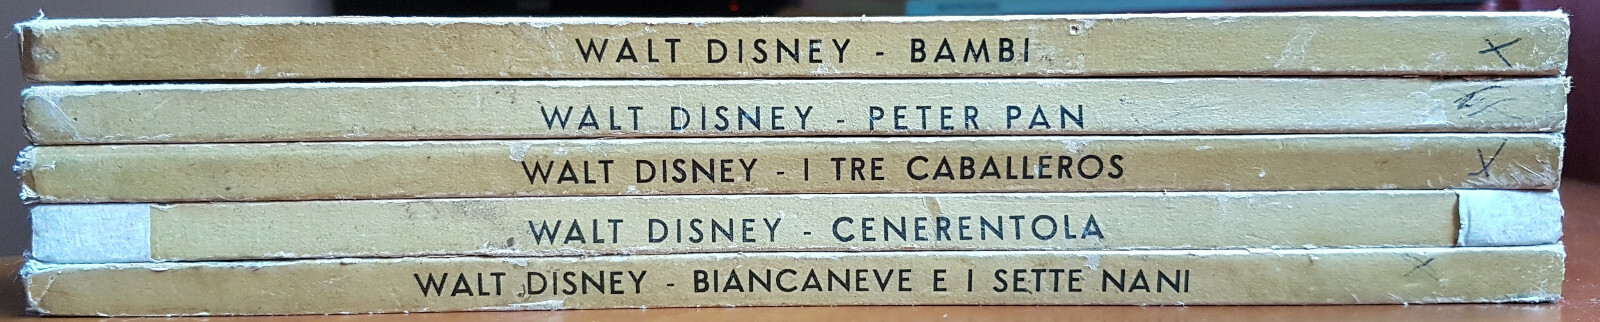 WALT DISNEY - BAMBI
WALT DISNEY - PETER PAN
WALT DISNEY - I TRE CABALLEROS
WALT DISNEY - CENERENTOLA
WALT DISNEY - BIANCANEVE E I SETTE NANI